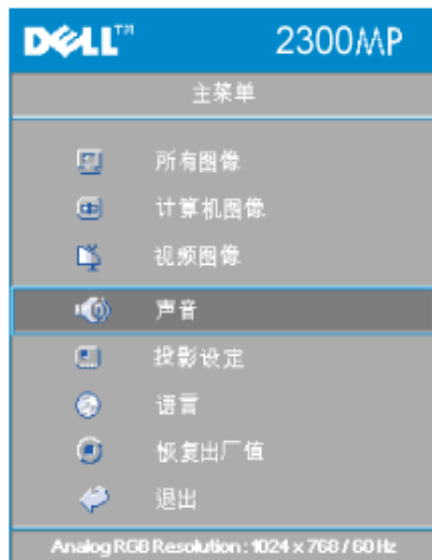 DELL™ 2300MP
主菜单
所有图像
计算机图像
视频图像
声音
投影设定
语言
恢复出厂值
退出
Analog RGB Resolution : 1024 x 768 / 60 Hz